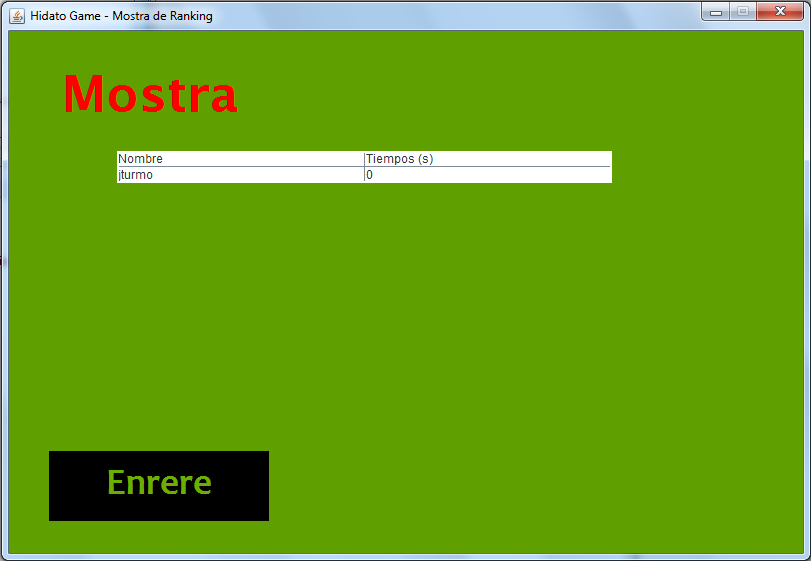 Hidato Game - Mostra de Ranking
Mostra
Nombre Tiempos (s)
jturmo 0
Enrere